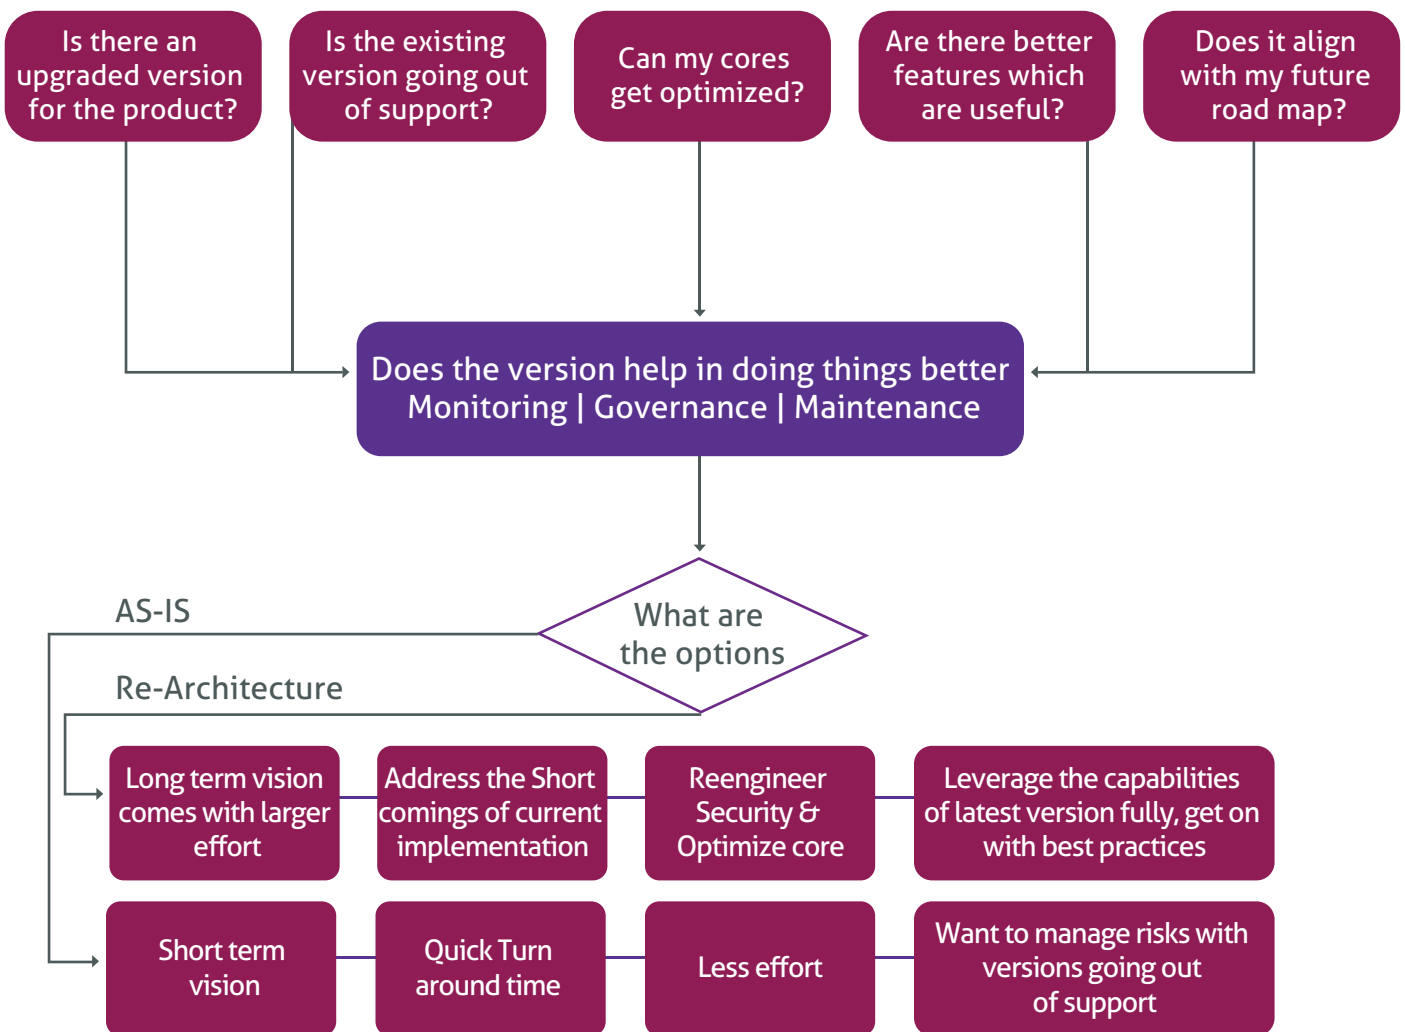 Is there an
upgraded version
for the product?
Is the existing
version going out
of support?
Can my cores
get optimized?
Are there better
features which
are useful?
Does it align
with my future
road map?
Does the version help in doing things better
Monitoring | Governance | Maintenance
What are
the options
AS-IS
Re-Architecture
Long term vision
comes with larger
effort
Address the Short
comings of current
implementation
Reengineer
Security &
Optimize core
Leverage the capabilities
of latest version fully, get on
with best practices
Short term
vision
Quick Turn
around time
Less effort
Want to manage risks with
versions going out
of support